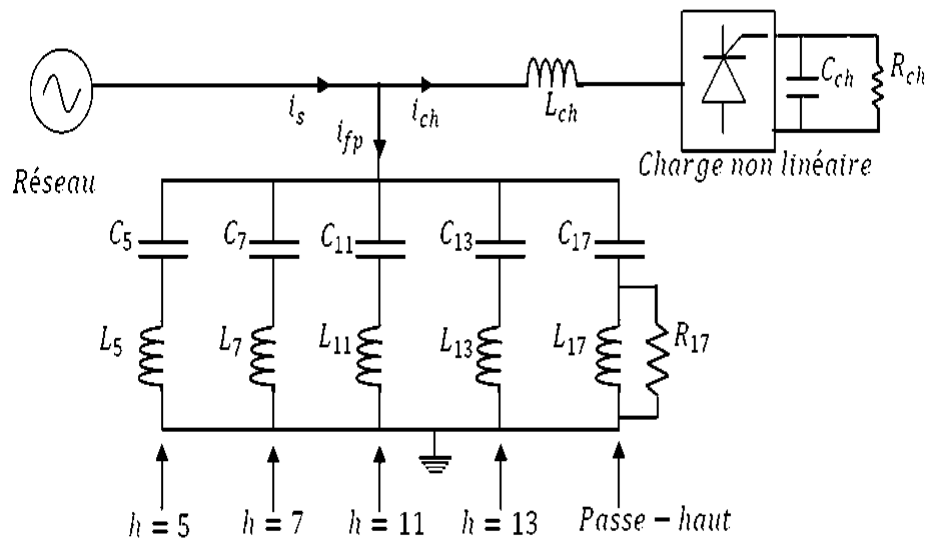 Réseau
i_s
i_fp
i_ch
L_ch
C_ch
R_ch
Charge non linéaire
C_5
C_7
C_11
C_13
C_17
L_5
L_7
L_11
L_13
L_17
R_17
h = 5
h = 7
h = 11
h = 13
Passe − haut